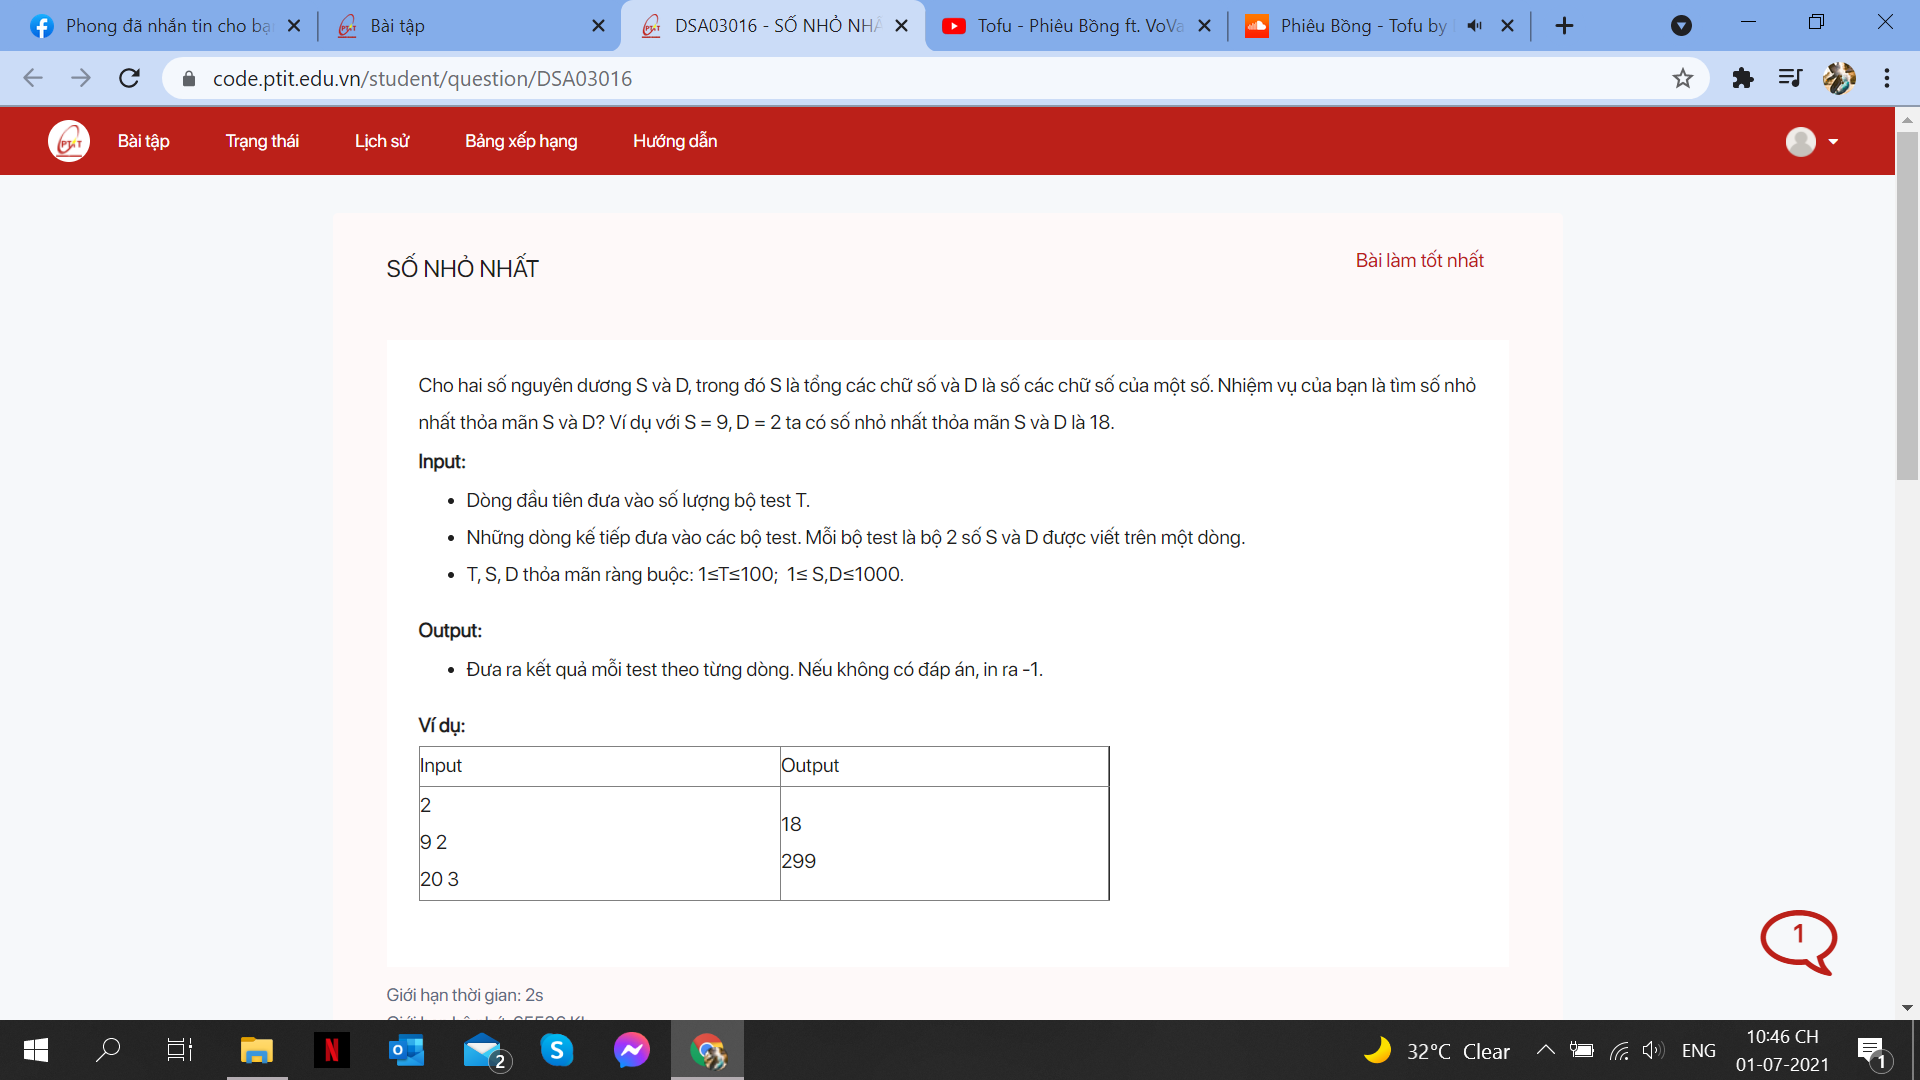 Phong đã nhắn tin cho bạ
Bài tập
DSA03016 - SỐ NHỎ NHẤ
Tofu - Phiêu Bồng ft. VoVa
Phiêu Bồng - Tofu by
code.ptit.edu.vn/student/question/DSA03016
PTIT
Bài tập
Trạng thái
Lịch sử
Bảng xếp hạng
Hướng dẫn
SỐ NHỎ NHẤT
Bài làm tốt nhất
Cho hai số nguyên dương S và D, trong đó S là tổng các chữ số và D là số các chữ số của một số. Nhiệm vụ của bạn là tìm số nhỏ
nhất thỏa mãn S và D? Ví dụ với S = 9, D = 2 ta có số nhỏ nhất thỏa mãn S và D là 18.
Input:
• Dòng đầu tiên đưa vào số lượng bộ test T.
• Những dòng kế tiếp đưa vào các bộ test. Mỗi bộ test là bộ 2 số S và D được viết trên một dòng.
• T, S, D thỏa mãn ràng buộc: 1≤T≤100; 1≤ S,D≤1000.
Output:
• Đưa ra kết quả mỗi test theo từng dòng. Nếu không có đáp án, in ra -1.
Ví dụ:
Input
Output
2
9 2
20 3
18
299
1
Giới hạn thời gian: 2s
N
2
S
32°C Clear
ENG
10:46 CH
01-07-2021
1